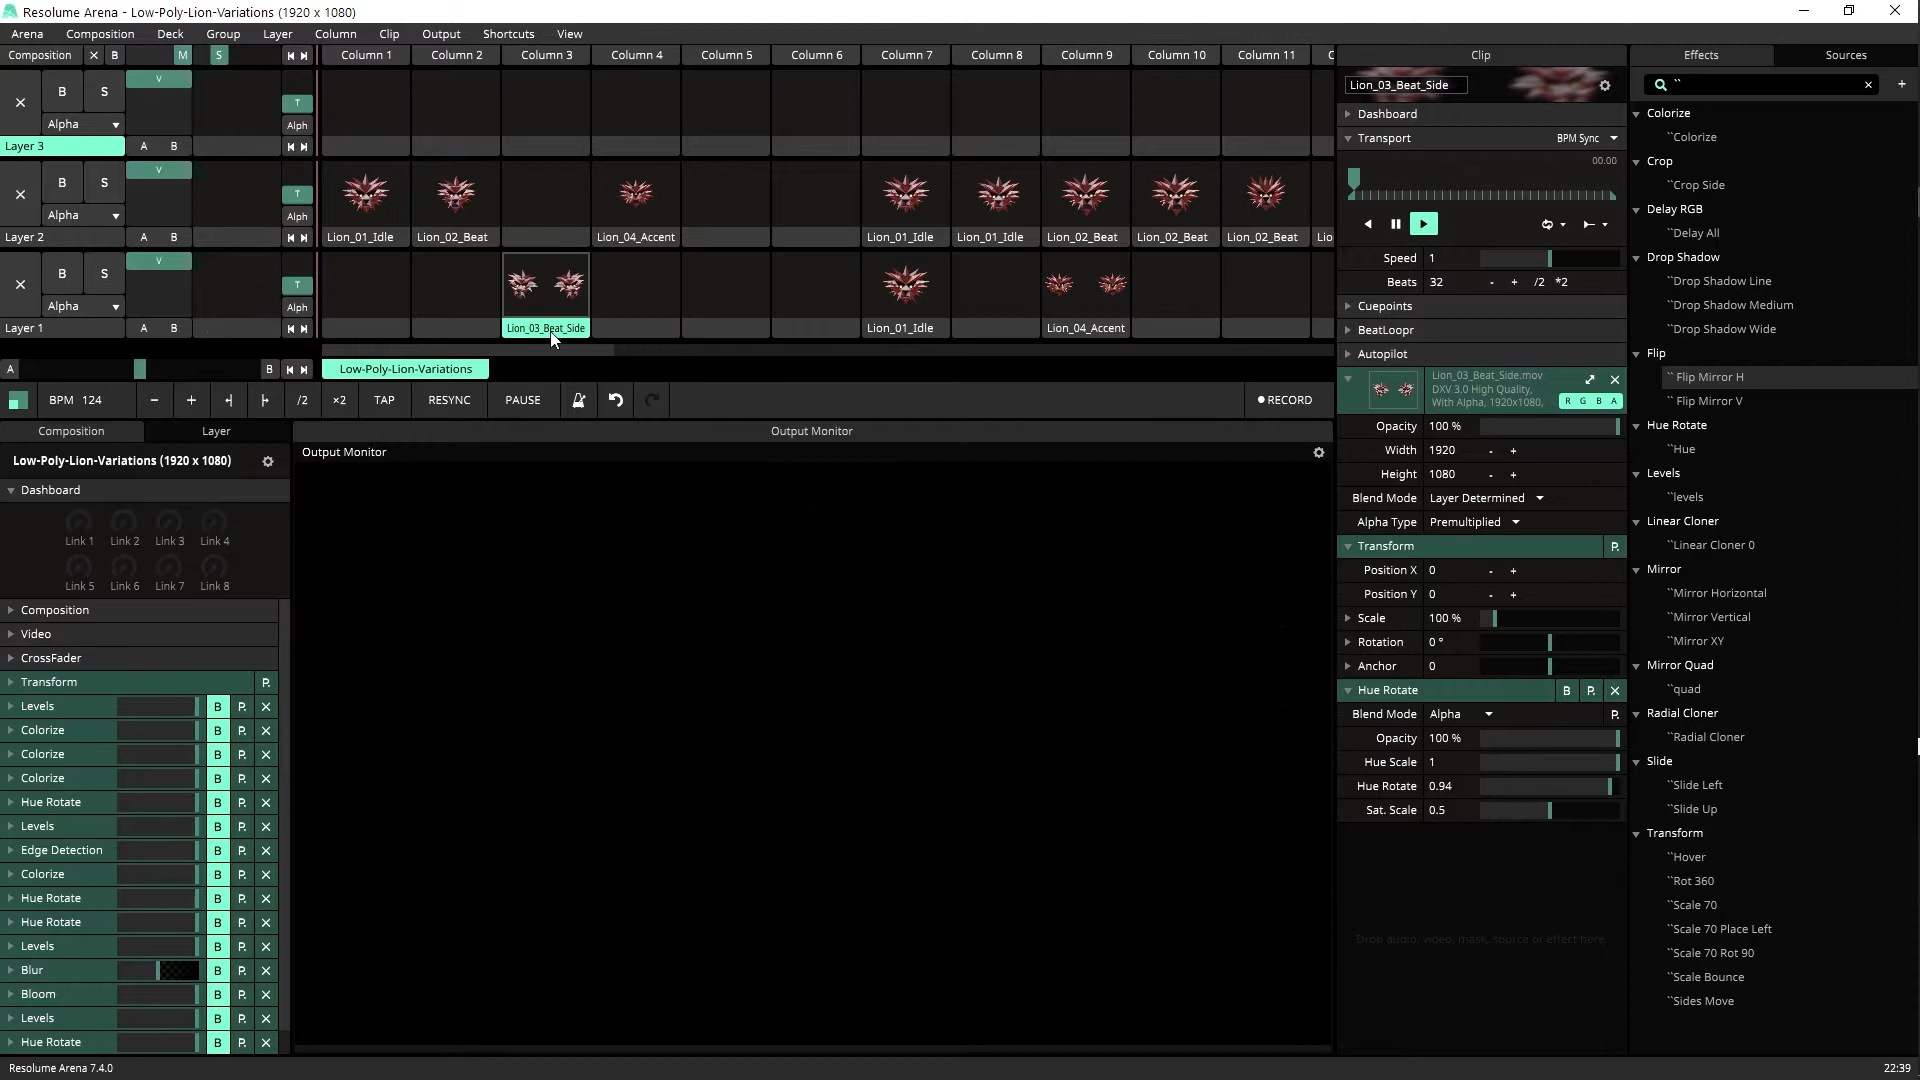 Resolume Arena - Low-Poly-Lion-Variations (1920 x 1080)
Arena Composition Deck Group Layer Column Clip Output Shortcuts View
Composition X B M S Column 1 Column 2 Column 3 Column 4 Column 5 Column 6 Column 7 Column 8 Column 9 Column 10 Column 11 C
B S V T
Alpha Alph
Layer 3 A B
B S V T
Alpha Alph
Layer 2 A B Lion_01_Idle Lion_02_Beat Lion_04_Accent Lion_01_Idle Lion_01_Idle Lion_02_Beat Lion_02_Beat Lion_02_Beat Lio
B S V T
Alpha Alph
Layer 1 A B Lion_03_Beat_Side Lion_01_Idle Lion_04_Accent
A B Low-Poly-Lion-Variations
BPM 124 - + /2 ×2 TAP RESYNC PAUSE RECORD
Composition Layer
Low-Poly-Lion-Variations (1920 x 1080)
Dashboard
Link 1 Link 2 Link 3 Link 4
Link 5 Link 6 Link 7 Link 8
Composition
Video
CrossFader
Transform P.
Levels B P. X
Colorize B P. X
Colorize B P. X
Colorize B P. X
Hue Rotate B P. X
Levels B P. X
Edge Detection B P. X
Colorize B P. X
Hue Rotate B P. X
Hue Rotate B P. X
Levels B P. X
Blur B P. X
Bloom B P. X
Levels B P. X
Hue Rotate B P. X
Output Monitor
Output Monitor
Clip
Lion_03_Beat_Side
Dashboard
Transport BPM Sync
00.00
Speed 1
Beats 32 - + /2 *2
Cuepoints
BeatLoopr
Autopilot
Lion_03_Beat_Side.mov
DXV 3.0 High Quality,
With Alpha, 1920x1080, R G B A
Opacity 100 %
Width 1920 - +
Height 1080 - +
Blend Mode Layer Determined
Alpha Type Premultiplied
Transform P.
Position X 0 - +
Position Y 0 - +
Scale 100 %
Rotation 0 °
Anchor 0
Hue Rotate B P. X
Blend Mode Alpha P.
Opacity 100 %
Hue Scale 1
Hue Rotate 0.94
Sat. Scale 0.5
Drop audio, video, mask, source or effect here.
Effects Sources
`` × +
Colorize
``Colorize
Crop
``Crop Side
Delay RGB
``Delay All
Drop Shadow
``Drop Shadow Line
``Drop Shadow Medium
``Drop Shadow Wide
Flip
`` Flip Mirror H
`` Flip Mirror V
Hue Rotate
``Hue
Levels
``levels
Linear Cloner
``Linear Cloner 0
Mirror
``Mirror Horizontal
``Mirror Vertical
``Mirror XY
Mirror Quad
``quad
Radial Cloner
``Radial Cloner
Slide
``Slide Left
``Slide Up
Transform
``Hover
``Rot 360
``Scale 70
``Scale 70 Place Left
``Scale 70 Rot 90
``Scale Bounce
``Sides Move
Resolume Arena 7.4.0 22:39